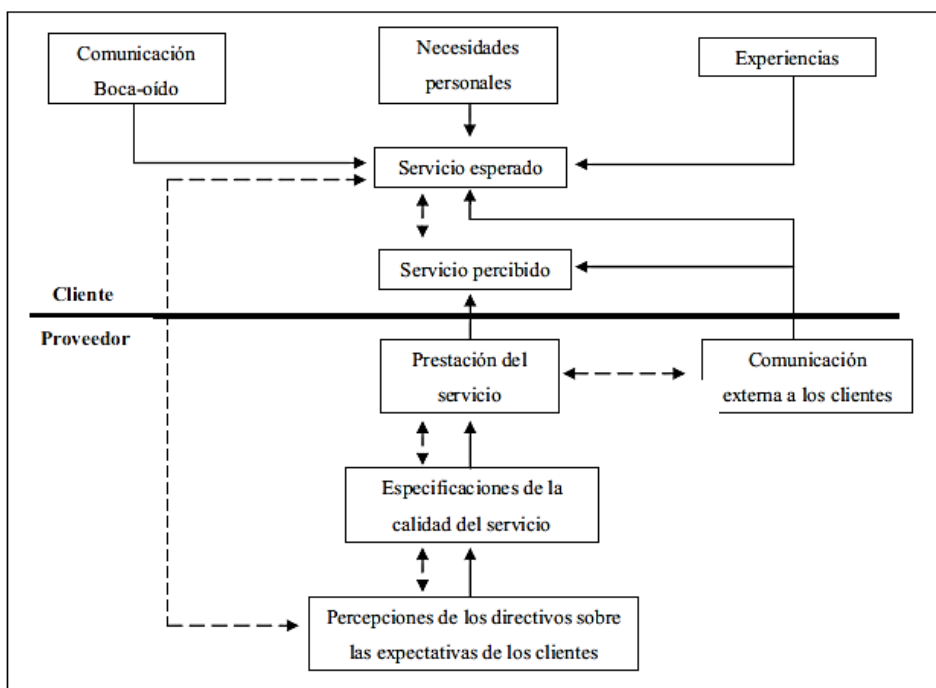 Comunicación
Boca-oído
Necesidades
personales
Experiencias
Servicio esperado
Servicio percibido
Cliente
Proveedor
Prestación del
servicio
Comunicación
externa a los clientes
Especificaciones de la
calidad del servicio
Percepciones de los directivos sobre
las expectativas de los clientes